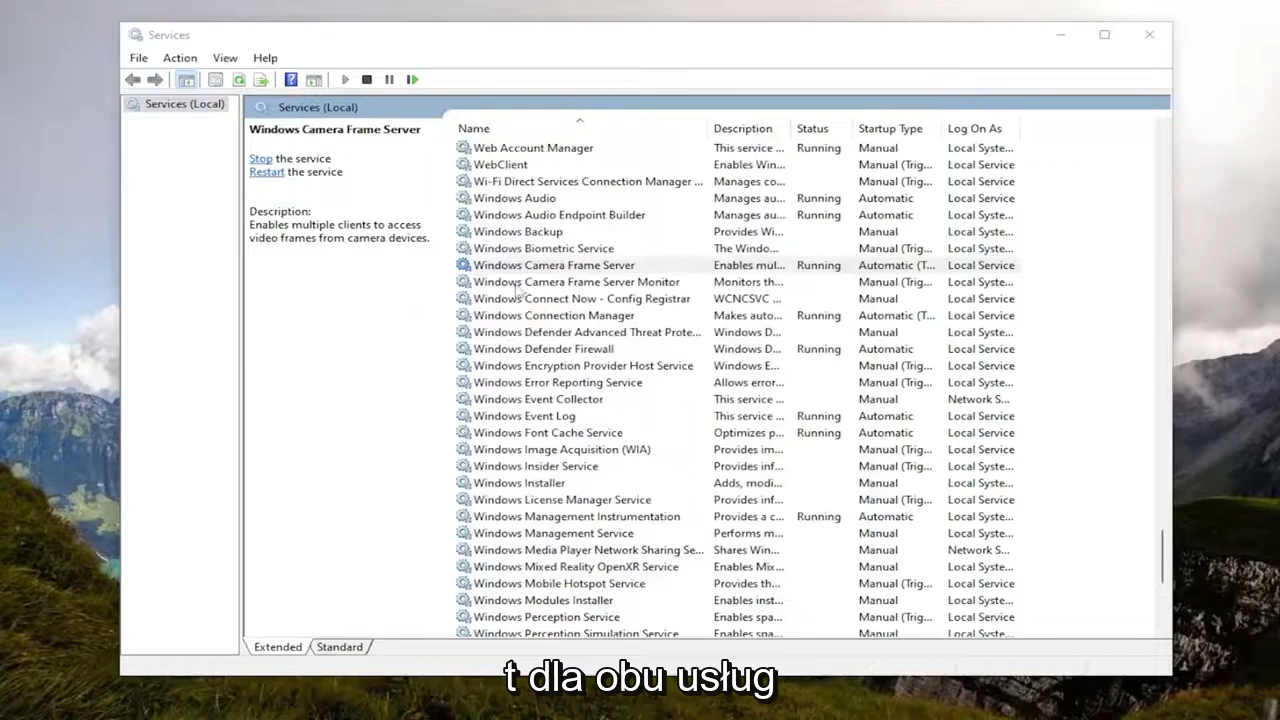 Services
File Action View Help
Services (Local)
Services (Local)
Windows Camera Frame Server
Stop the service
Restart the service
Description:
Enables multiple clients to access
video frames from camera devices.
Name Description Status Startup Type Log On As
Web Account Manager This service ... Running Manual Local Syste...
WebClient Enables Win... Manual (Trig... Local Service
Wi-Fi Direct Services Connection Manager ... Manages co... Manual (Trig... Local Service
Windows Audio Manages au... Running Automatic Local Service
Windows Audio Endpoint Builder Manages au... Running Automatic Local Syste...
Windows Backup Provides Wi... Manual Local Syste...
Windows Biometric Service The Windo... Manual (Trig... Local Syste...
Windows Camera Frame Server Enables mul... Running Automatic (T... Local Service
Windows Camera Frame Server Monitor Monitors th... Manual (Trig... Local Syste...
Windows Connect Now - Config Registrar WCNCSVC ... Manual Local Service
Windows Connection Manager Makes auto... Running Automatic (T... Local Service
Windows Defender Advanced Threat Prote... Windows D... Manual Local Syste...
Windows Defender Firewall Windows D... Running Automatic Local Service
Windows Encryption Provider Host Service Windows E... Manual (Trig... Local Service
Windows Error Reporting Service Allows error... Manual (Trig... Local Syste...
Windows Event Collector This service ... Manual Network S...
Windows Event Log This service ... Running Automatic Local Service
Windows Font Cache Service Optimizes p... Running Automatic Local Service
Windows Image Acquisition (WIA) Provides im... Manual (Trig... Local Service
Windows Insider Service Provides inf... Manual (Trig... Local Syste...
Windows Installer Adds, modi... Manual Local Syste...
Windows License Manager Service Provides inf... Manual (Trig... Local Service
Windows Management Instrumentation Provides a c... Running Automatic Local Syste...
Windows Management Service Performs m... Manual Local Syste...
Windows Media Player Network Sharing Se... Shares Win... Manual Network S...
Windows Mixed Reality OpenXR Service Enables Mix... Manual Local Syste...
Windows Mobile Hotspot Service Provides th... Manual (Trig... Local Service
Windows Modules Installer Enables inst... Manual Local Syste...
Windows Perception Service Enables spa... Manual (Trig... Local Service
Windows Perception Simulation Service Enables spa... Manual Local Syste...
Extended Standard
t dla obu usług